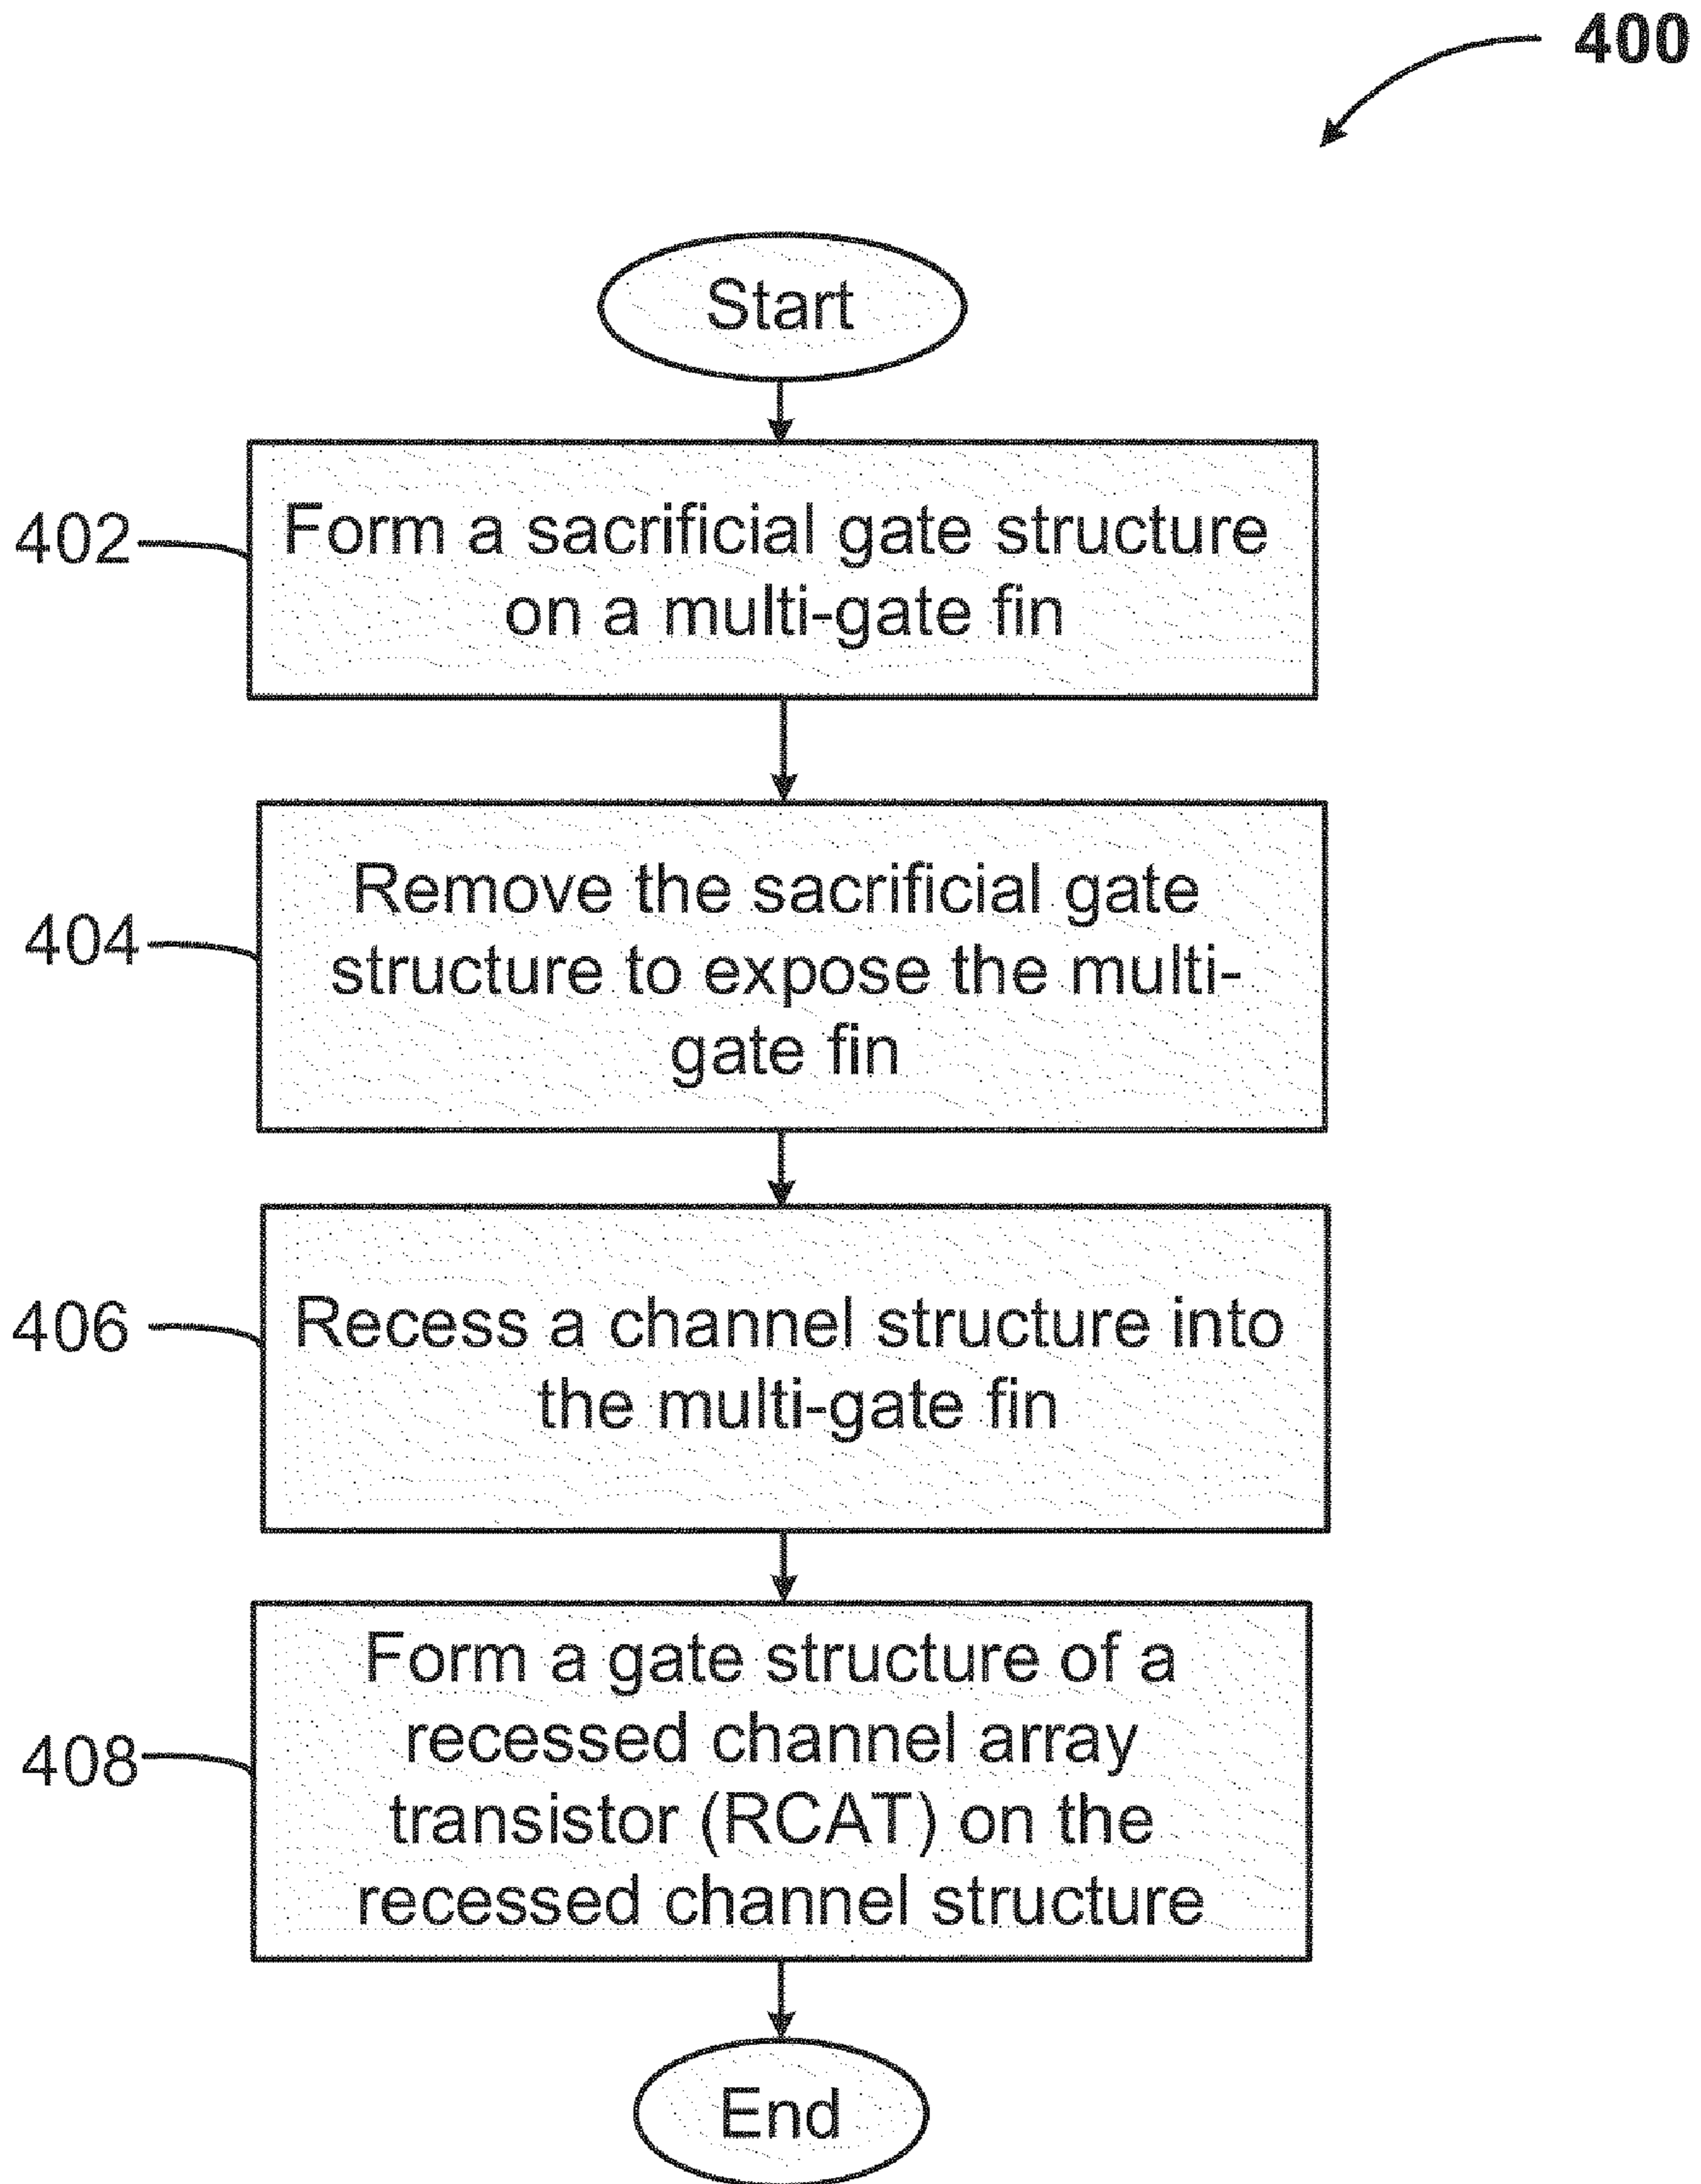 400
Start
402
Form a sacrificial gate structure
on a multi-gate fin
404
Remove the sacrificial gate
structure to expose the multi-
gate fin
406
Recess a channel structure into
the multi-gate fin
408
Form a gate structure of a
recessed channel array
transistor (RCAT) on the
recessed channel structure
End